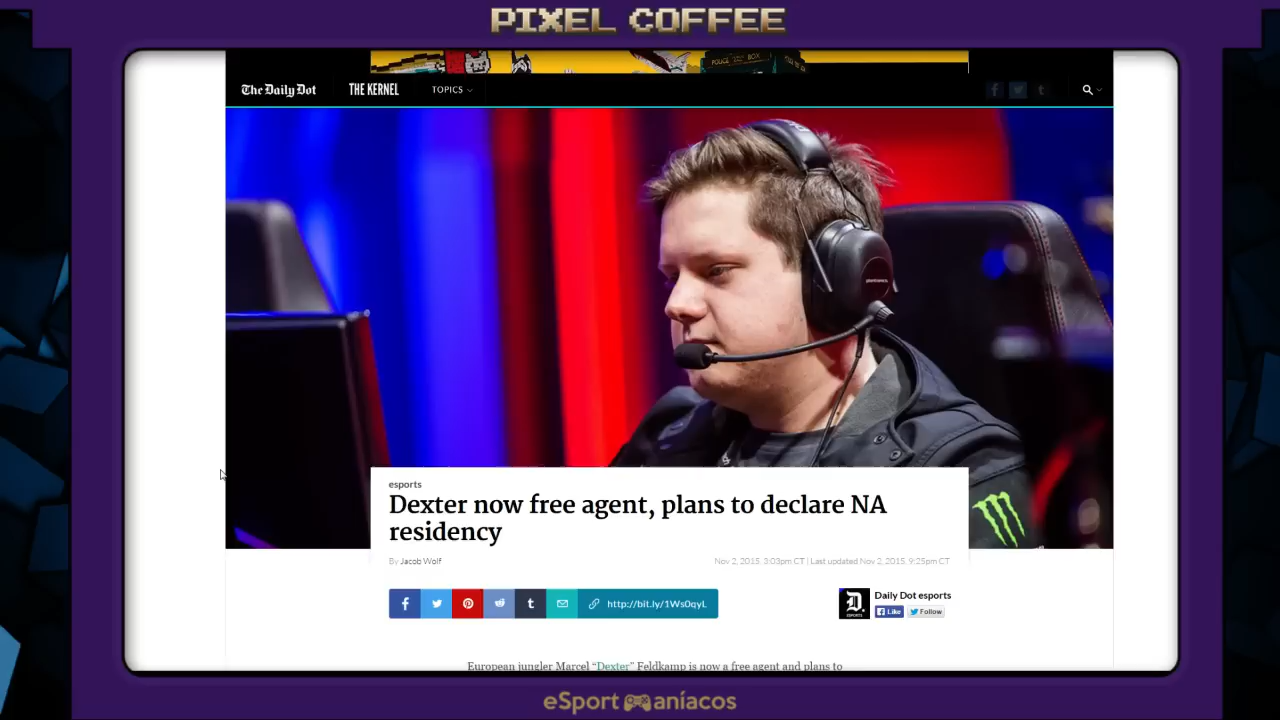 PIXEL COFFEE
POLICE BOX
The Daily Dot
THE KERNEL
TOPICS
esports
Dexter now free agent, plans to declare NA
residency
By Jacob Wolf
Nov 2, 2015, 3:03pm CT | Last updated Nov 2, 2015, 9:25pm CT
http://bit.ly/1Ws0qyL
Daily Dot esports
Like
Follow
European jungler Marcel “Dexter” Feldkamp is now a free agent and plans to
eSport maníacos